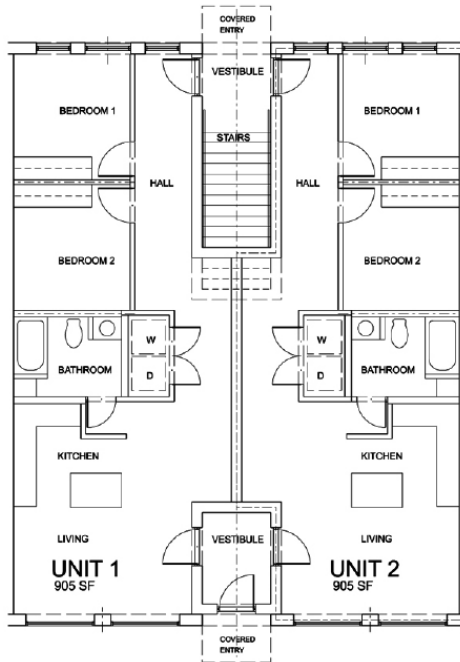 COVERED
ENTRY
VESTIBULE
BEDROOM 1
BEDROOM 1
STAIRS
HALL
HALL
BEDROOM 2
BEDROOM 2
W
W
BATHROOM
D
D
BATHROOM
KITCHEN
KITCHEN
LIVING
VESTIBULE
LIVING
UNIT 1
905 SF
UNIT 2
905 SF
COVERED
ENTRY